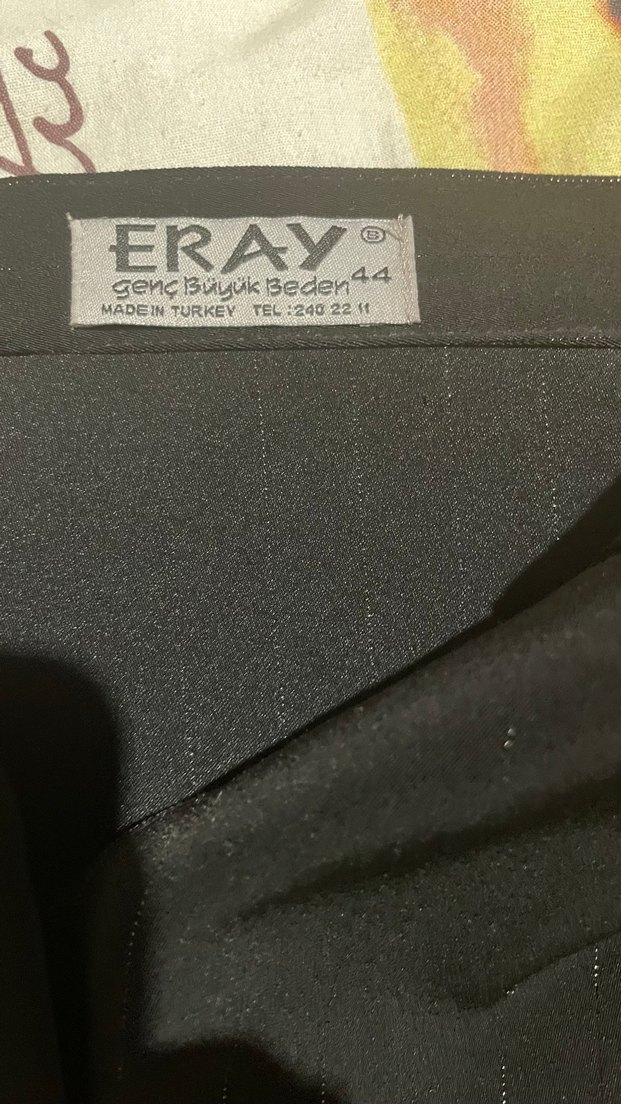 ERAY ®
genç Büyük Beden 44
MADE IN TURKEY TEL : 240 22 11